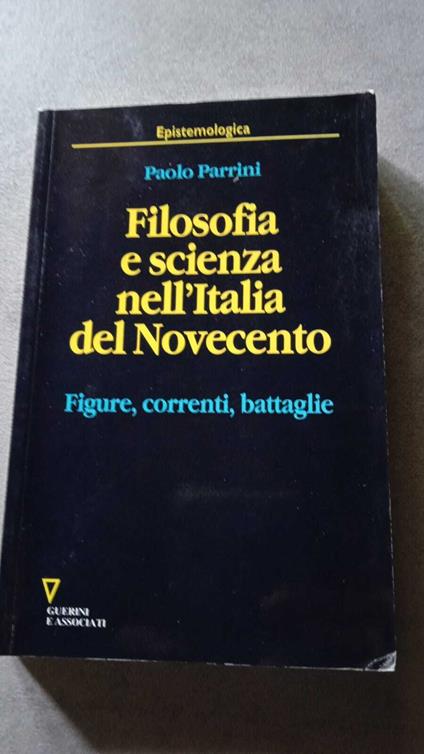 Epistemologica
Paolo Parrini
Filosofia
e scienza
nell'Italia
del Novecento
Figure, correnti, battaglie
GUERINI
E ASSOCIATI